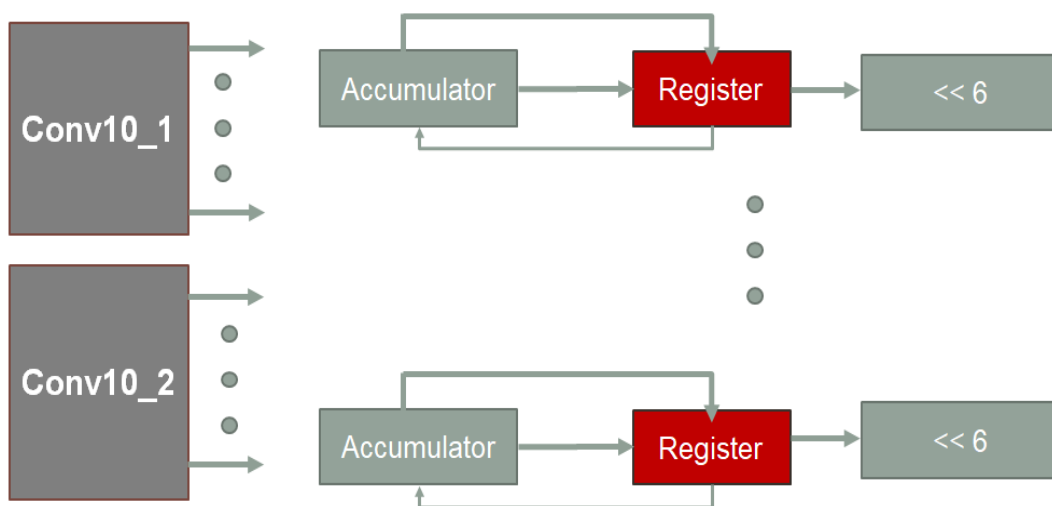 Conv10_1
Accumulator
Register
<< 6
Conv10_2
Accumulator
Register
<< 6